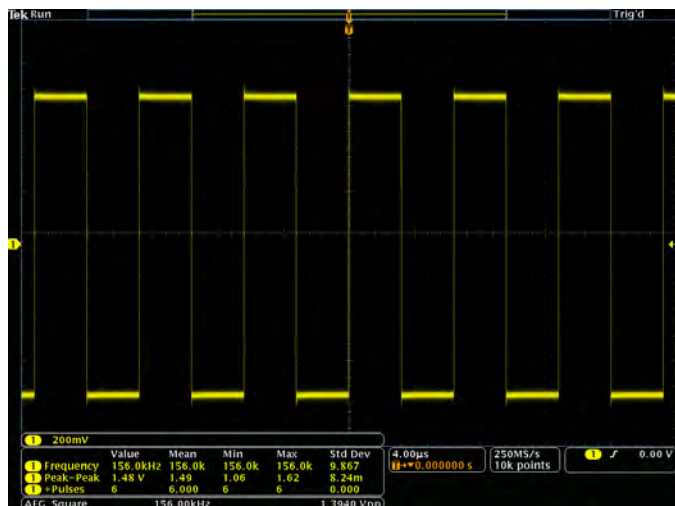 Tek Run Trig'd
T
T
1
1 200mV
Value Mean Min Max Std Dev
1 Frequency 156.0kHz 156.0k 156.0k 156.0k 9.867
1 Peak-Peak 1.48 V 1.49 1.06 1.62 8.24m
1 +Pulses 6 6.000 6 6 0.000
4.00µs
T→▼0.000000 s
250MS/s
10k points
1 ʃ 0.00 V
AFG Square 156.00kHz 1.3940 Vpp